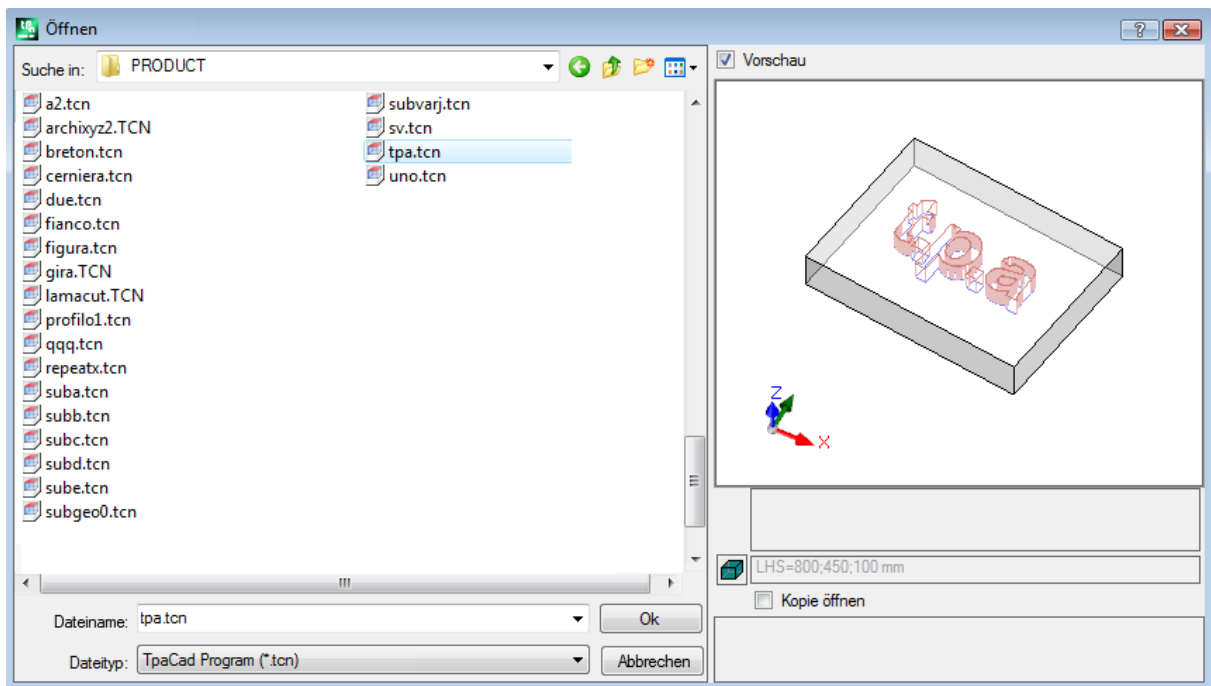 Öffnen
Suche in: PRODUCT
a2.tcn
archixyz2.TCN
breton.tcn
cerniera.tcn
due.tcn
fianco.tcn
figura.tcn
gira.TCN
lamacut.TCN
profilo1.tcn
qqq.tcn
repeatx.tcn
suba.tcn
subb.tcn
subc.tcn
subd.tcn
sube.tcn
subgeo0.tcn
subvarj.tcn
sv.tcn
tpa.tcn
uno.tcn
Dateiname: tpa.tcn
Ok
Dateityp: TpaCad Program (*.tcn)
Abbrechen
Vorschau
tpa
Z
X
LHS=800;450;100 mm
Kopie öffnen